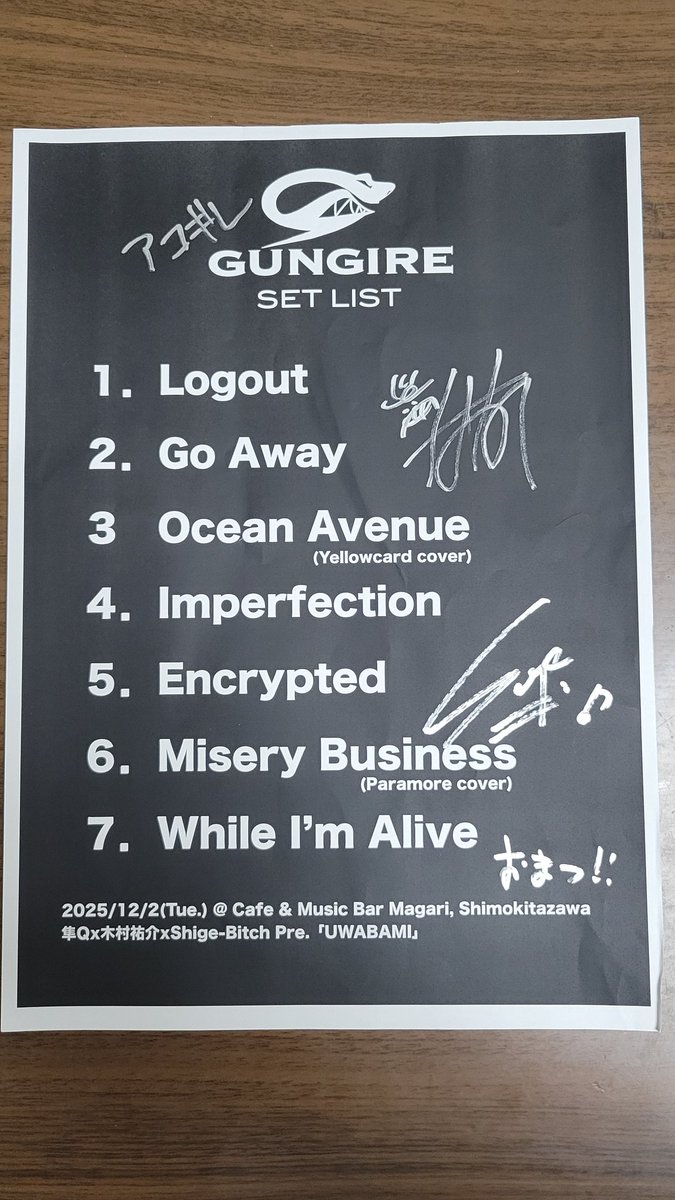 アコギレ
GUNGIRE
SET LIST
1. Logout
2. Go Away
3 Ocean Avenue
(Yellowcard cover)
4. Imperfection
5. Encrypted
6. Misery Business
(Paramore cover)
7. While I'm Alive
おまつ!!
2025/12/2(Tue.) @ Cafe & Music Bar Magari, Shimokitazawa
隼Qx木村祐介xShige-Bitch Pre.「UWABAMI」